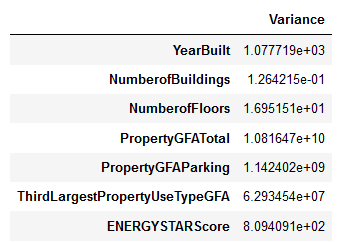 Variance
YearBuilt 1.077719e+03
NumberofBuildings 1.264215e-01
NumberofFloors 1.695151e+01
PropertyGFATotal 1.081647e+10
PropertyGFAParking 1.142402e+09
ThirdLargestPropertyUseTypeGFA 6.293454e+07
ENERGYSTARScore 8.094091e+02